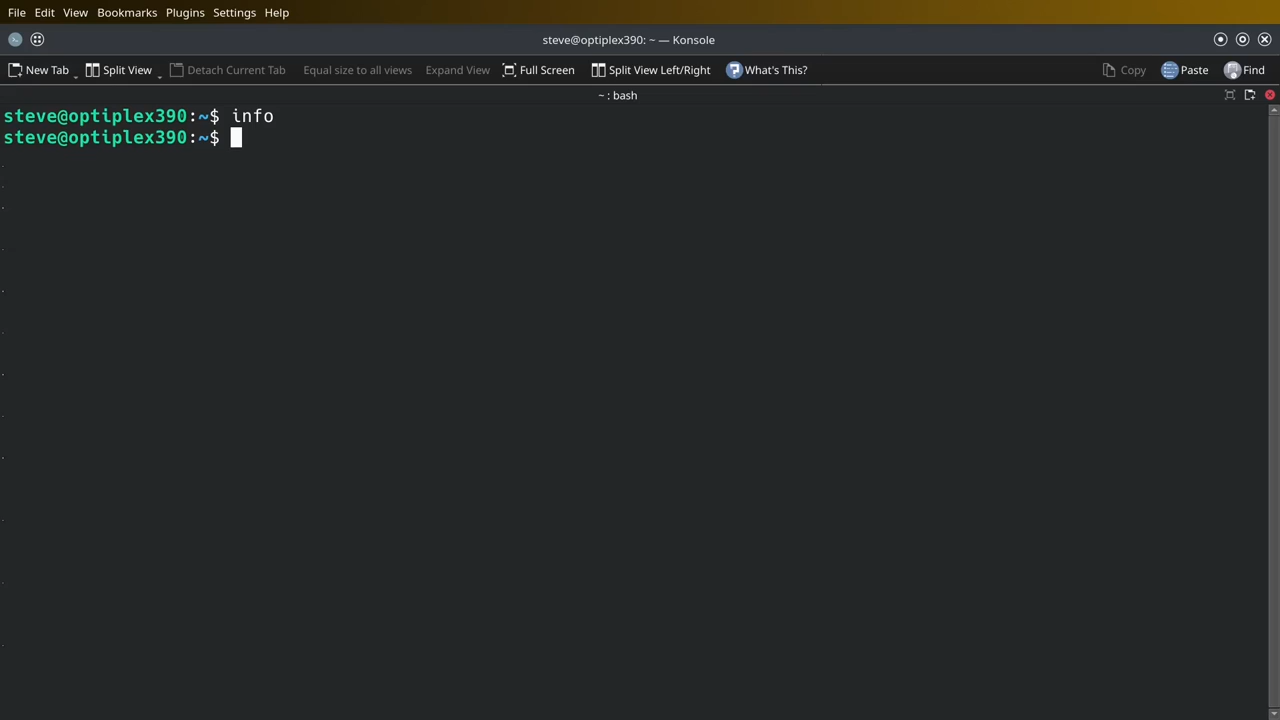 File Edit View Bookmarks Plugins Settings Help
steve@optiplex390: ~ — Konsole
New Tab Split View Detach Current Tab Equal size to all views Expand View Full Screen Split View Left/Right What's This? Copy Paste Find
~ : bash
steve@optiplex390:~$ info
steve@optiplex390:~$